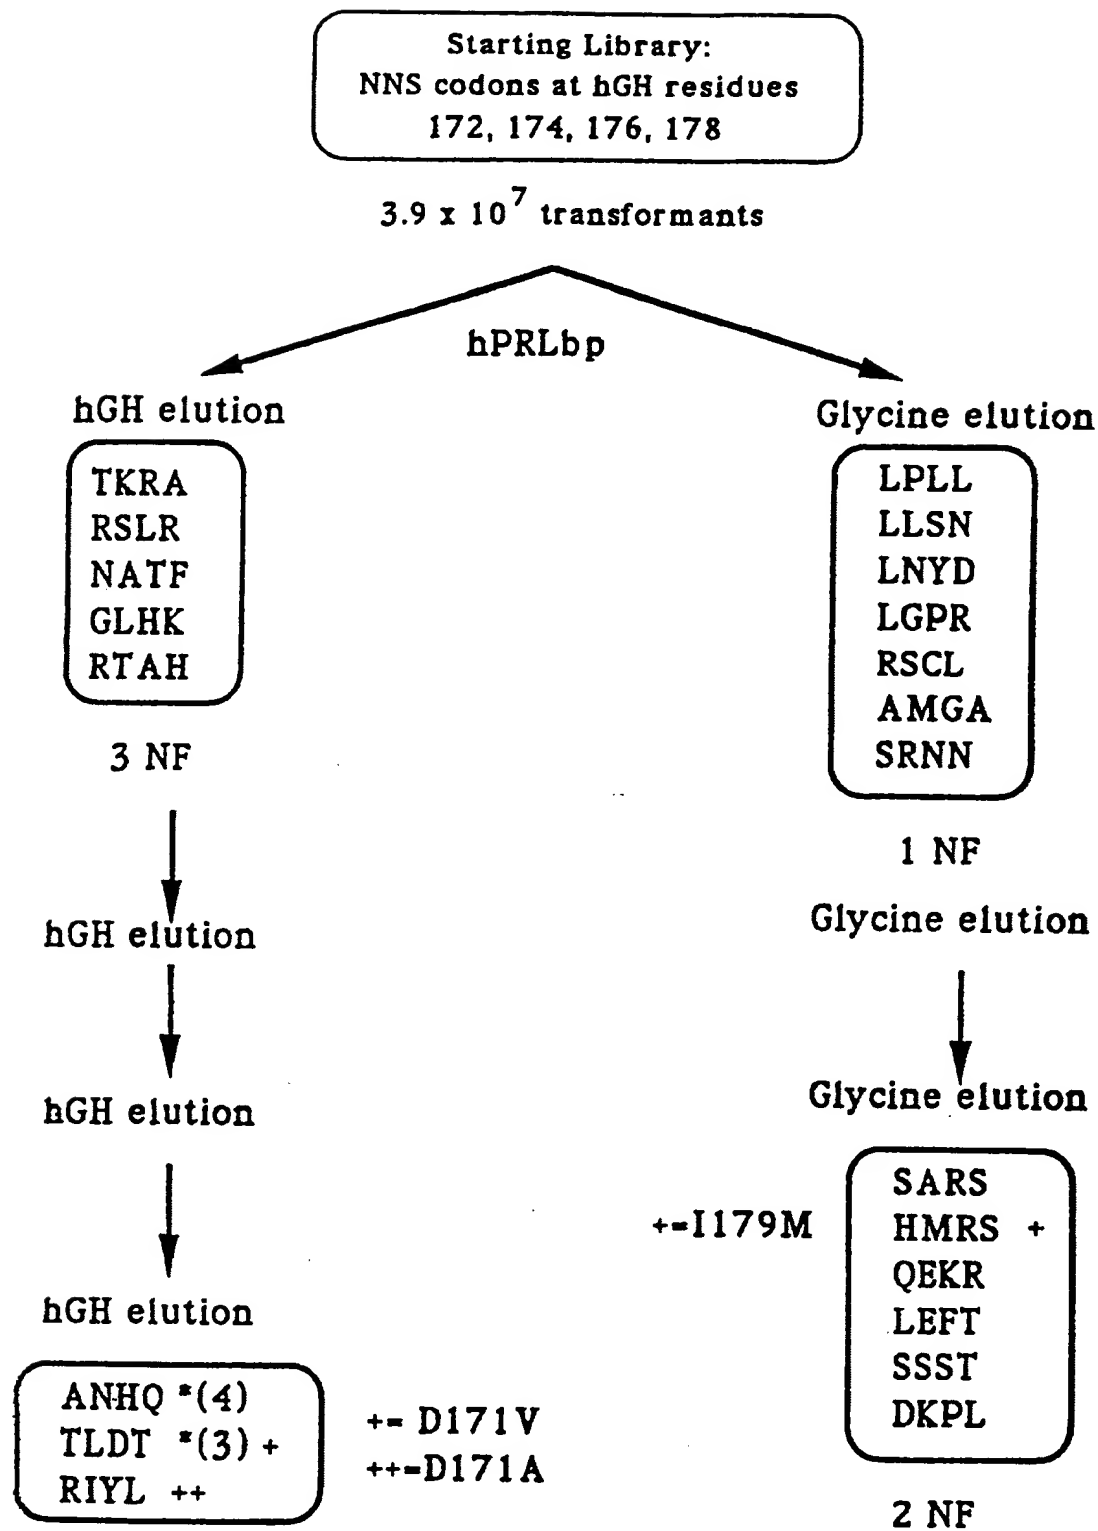 Starting Library:
NNS codons at hGH residues
172, 174, 176, 178
3.9 x 10^7 transformants
hPRLbp
hGH elution
TKRA
RSLR
NATF
GLHK
RTAH
3 NF
hGH elution
hGH elution
hGH elution
ANHQ *(4)
TLDT *(3) +
RIYL ++
+= D171V
++=D171A
Glycine elution
LPLL
LLSN
LNYD
LGPR
RSCL
AMGA
SRNN
1 NF
Glycine elution
Glycine elution
+=I179M
SARS
HMRS +
QEKR
LEFT
SSST
DKPL
2 NF